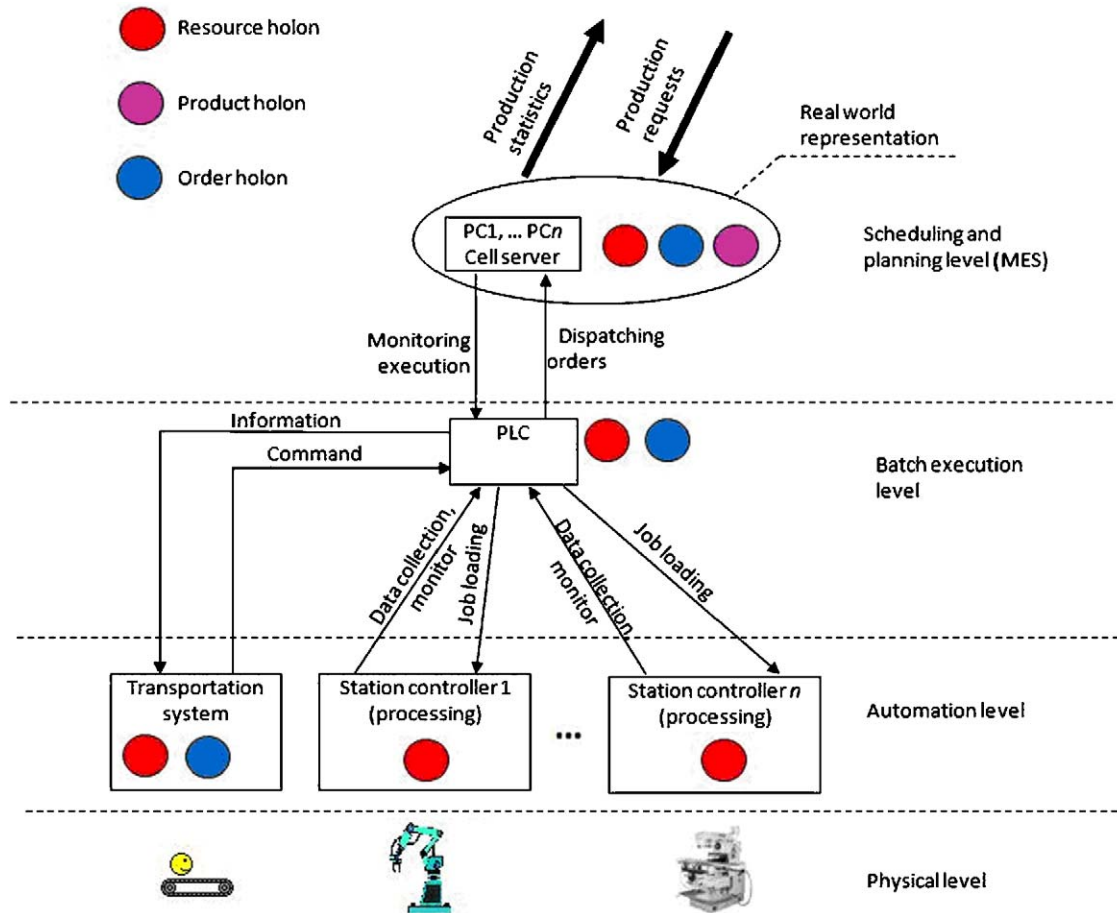 Resource holon
Product holon
Order holon
Production
statistics
Production
requests
Real world
representation
PC1, ... PCn
Cell server
Scheduling and
planning level (MES)
Monitoring
execution
Dispatching
orders
Information
Command
PLC
Batch execution
level
Data collection,
monitor
Job loading
Data collection,
monitor
Job loading
Transportation
system
Station controller 1
(processing)
...
Station controller n
(processing)
Automation level
Physical level